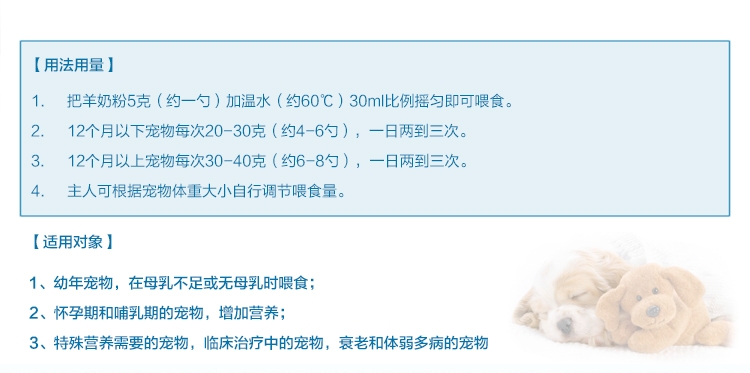 【用法用量】
1. 把羊奶粉5克（约一勺）加温水（约60℃）30ml比例摇匀即可喂食。
2. 12个月以下宠物每次20-30克（约4-6勺），一日两到三次。
3. 12个月以上宠物每次30-40克（约6-8勺），一日两到三次。
4. 主人可根据宠物体重大小自行调节喂食量。
【适用对象】
1、幼年宠物，在母乳不足或无母乳时喂食；
2、怀孕期和哺乳期的宠物，增加营养；
3、特殊营养需要的宠物，临床治疗中的宠物，衰老和体弱多病的宠物